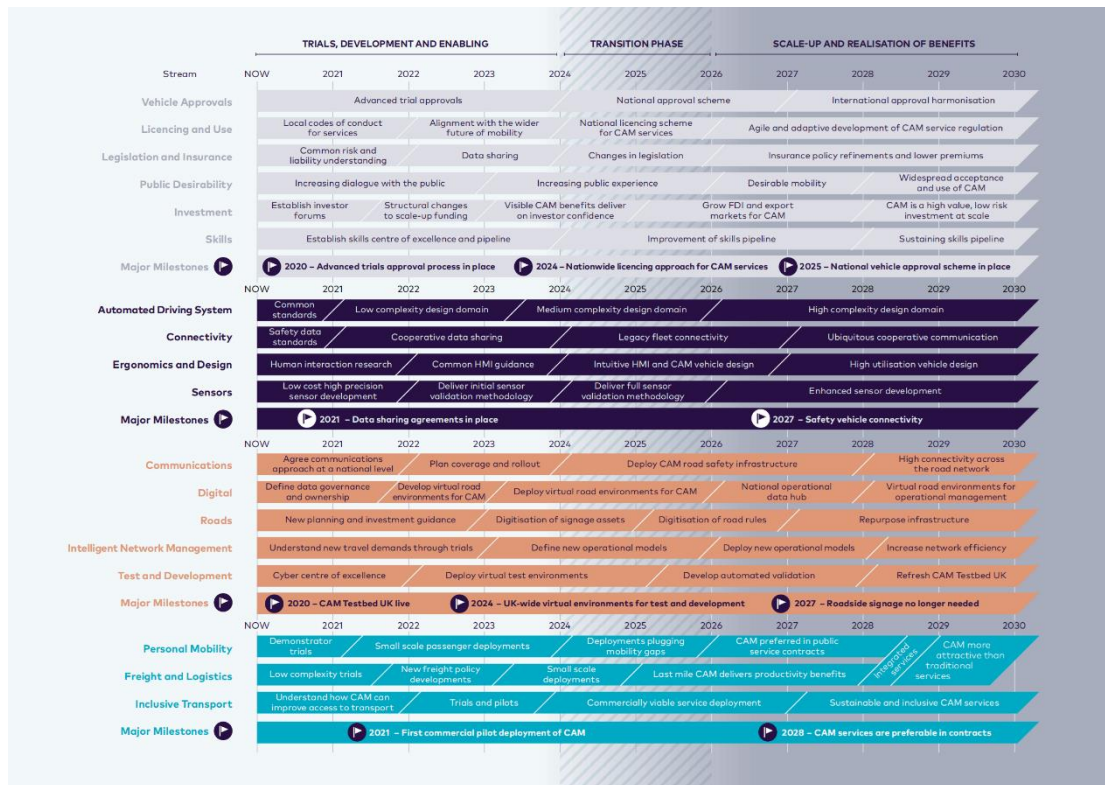 TRIALS, DEVELOPMENT AND ENABLING
TRANSITION PHASE
SCALE-UP AND REALISATION OF BENEFITS
Stream
NOW 2021 2022 2023 2024 2025 2026 2027 2028 2029 2030
Vehicle Approvals
Advanced trial approvals
National approval scheme
International approval harmonisation
Licencing and Use
Local codes of conduct
for services
Alignment with the wider
future of mobility
National licencing scheme
for CAM services
Agile and adaptive development of CAM service regulation
Legislation and Insurance
Common risk and
liability understanding
Data sharing
Changes in legislation
Insurance policy refinements and lower premiums
Public Desirability
Increasing dialogue with the public
Increasing public experience
Desirable mobility
Widespread acceptance
and use of CAM
Investment
Establish investor
forums
Structural changes
to scale-up funding
Visible CAM benefits deliver
on investor confidence
Grow FDI and export
markets for CAM
CAM is a high value, low risk
investment at scale
Skills
Establish skills centre of excellence and pipeline
Improvement of skills pipeline
Sustaining skills pipeline
Major Milestones
2020 – Advanced trials approval process in place
2024 – Nationwide licencing approach for CAM services
2025 – National vehicle approval scheme in place
NOW 2021 2022 2023 2024 2025 2026 2027 2028 2029 2030
Automated Driving System
Common
standards
Low complexity design domain
Medium complexity design domain
High complexity design domain
Connectivity
Safety data
standards
Cooperative data sharing
Legacy fleet connectivity
Ubiquitous cooperative communication
Ergonomics and Design
Human interaction research
Common HMI guidance
Intuitive HMI and CAM vehicle design
High utilisation vehicle design
Sensors
Low cost high precision
sensor development
Deliver initial sensor
validation methodology
Deliver full sensor
validation methodology
Enhanced sensor development
Major Milestones
2021 – Data sharing agreements in place
2027 – Safety vehicle connectivity
NOW 2021 2022 2023 2024 2025 2026 2027 2028 2029 2030
Communications
Agree communications
approach at a national level
Plan coverage and rollout
Deploy CAM road safety infrastructure
High connectivity across
the road network
Digital
Define data governance
and ownership
Develop virtual road
environments for CAM
Deploy virtual road environments for CAM
National operational
data hub
Virtual road environments for
operational management
Roads
New planning and investment guidance
Digitisation of signage assets
Digitisation of road rules
Repurpose infrastructure
Intelligent Network Management
Understand new travel demands through trials
Define new operational models
Deploy new operational models
Increase network efficiency
Test and Development
Cyber centre of excellence
Deploy virtual test environments
Develop automated validation
Refresh CAM Testbed UK
Major Milestones
2020 – CAM Testbed UK live
2024 – UK-wide virtual environments for test and development
2027 – Roadside signage no longer needed
NOW 2021 2022 2023 2024 2025 2026 2027 2028 2029 2030
Personal Mobility
Demonstrator
trials
Small scale passenger deployments
Deployments plugging
mobility gaps
CAM preferred in public
service contracts
Integrated
services
CAM more
attractive than
traditional
services
Freight and Logistics
Low complexity trials
New freight policy
developments
Small scale
deployments
Last mile CAM delivers productivity benefits
Inclusive Transport
Understand how CAM can
improve access to transport
Trials and pilots
Commercially viable service deployment
Sustainable and inclusive CAM services
Major Milestones
2021 – First commercial pilot deployment of CAM
2028 – CAM services are preferable in contracts